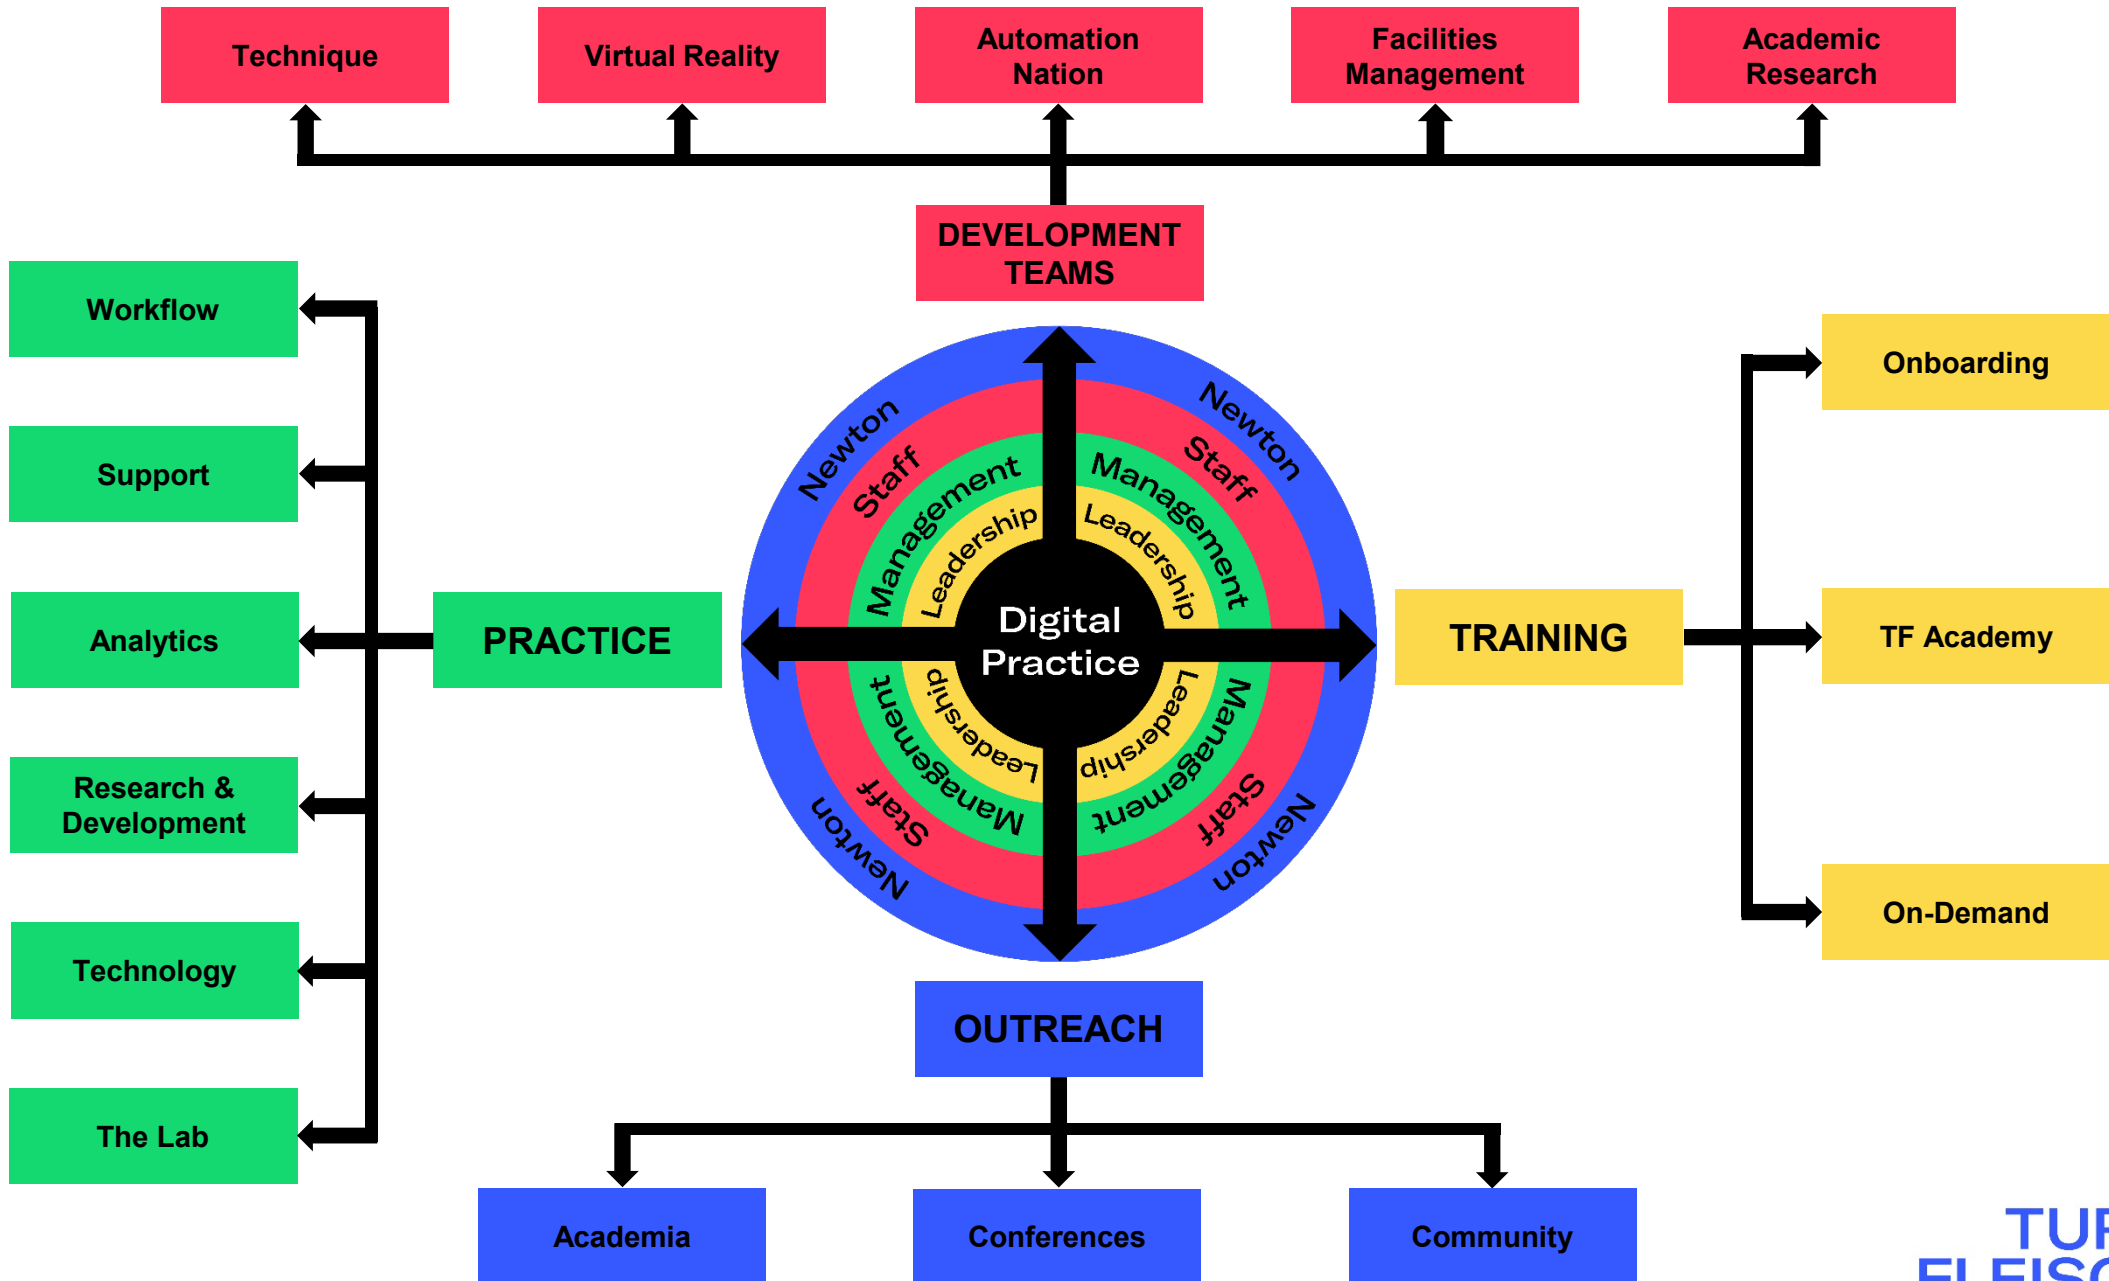 Technique
Virtual Reality
Automation
Nation
Facilities
Management
Academic
Research
DEVELOPMENT
TEAMS
Workflow
Support
Analytics
Research &
Development
Technology
The Lab
PRACTICE
Newton
Newton
Staff
Staff
Management
Management
Leadership
Leadership
Digital
Practice
Leadership
Leadership
Management
Management
Staff
Staff
Newton
Newton
TRAINING
Onboarding
TF Academy
On-Demand
OUTREACH
Academia
Conferences
Community